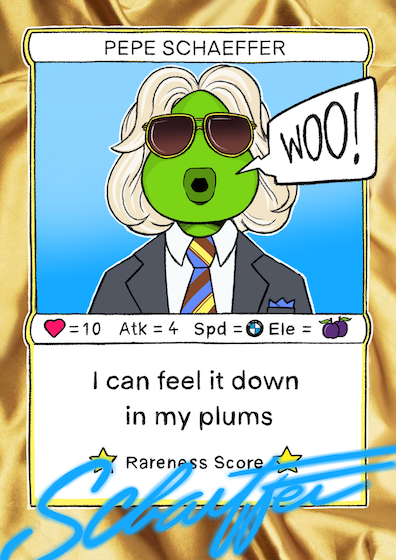 PEPE SCHAEFFER
WOO!
=10 Atk = 4 Spd = Ele =
I can feel it down
in my plums
Rareness Score
Schaeffer